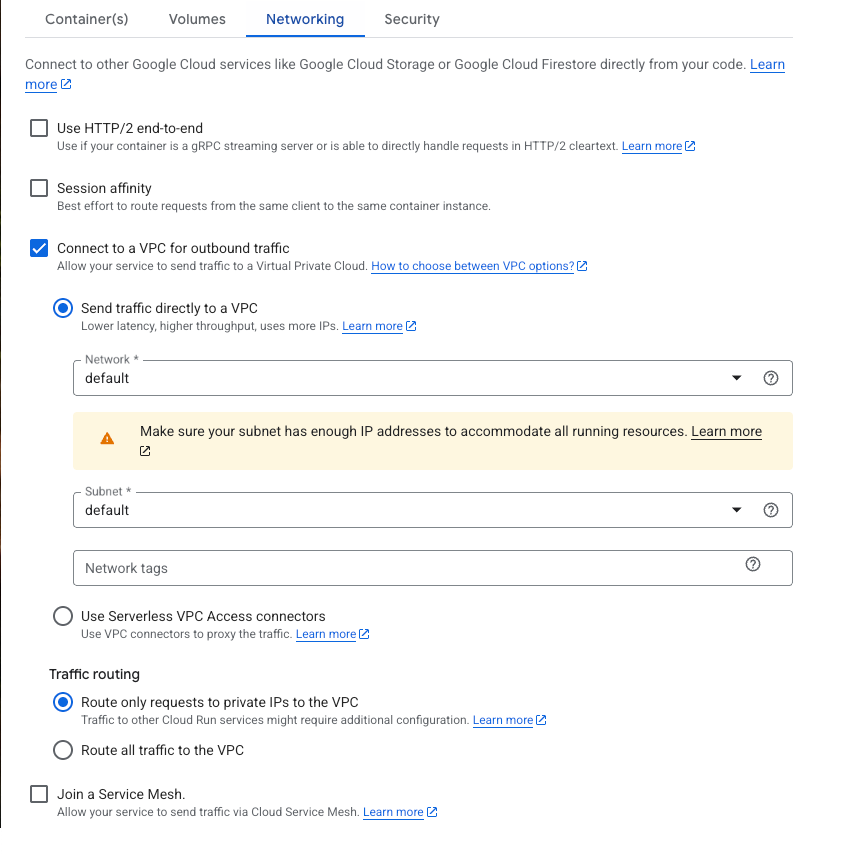 Container(s) Volumes Networking Security
Connect to other Google Cloud services like Google Cloud Storage or Google Cloud Firestore directly from your code. Learn
more
Use HTTP/2 end-to-end
Use if your container is a gRPC streaming server or is able to directly handle requests in HTTP/2 cleartext. Learn more
Session affinity
Best effort to route requests from the same client to the same container instance.
Connect to a VPC for outbound traffic
Allow your service to send traffic to a Virtual Private Cloud. How to choose between VPC options?
Send traffic directly to a VPC
Lower latency, higher throughput, uses more IPs. Learn more
Network *
default
Make sure your subnet has enough IP addresses to accommodate all running resources. Learn more
Subnet *
default
Network tags
Use Serverless VPC Access connectors
Use VPC connectors to proxy the traffic. Learn more
Traffic routing
Route only requests to private IPs to the VPC
Traffic to other Cloud Run services might require additional configuration. Learn more
Route all traffic to the VPC
Join a Service Mesh.
Allow your service to send traffic via Cloud Service Mesh. Learn more